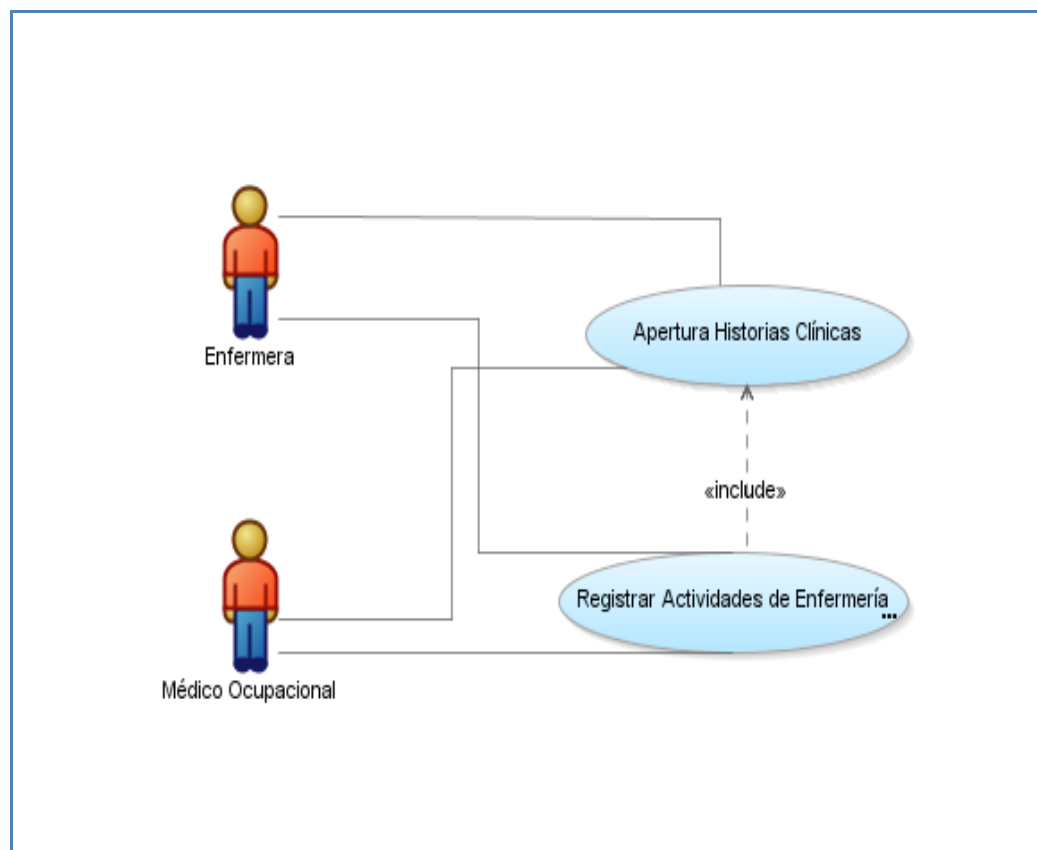 Enfermera
Apertura Historias Clínicas
«include»
Registrar Actividades de Enfermería
...
Médico Ocupacional